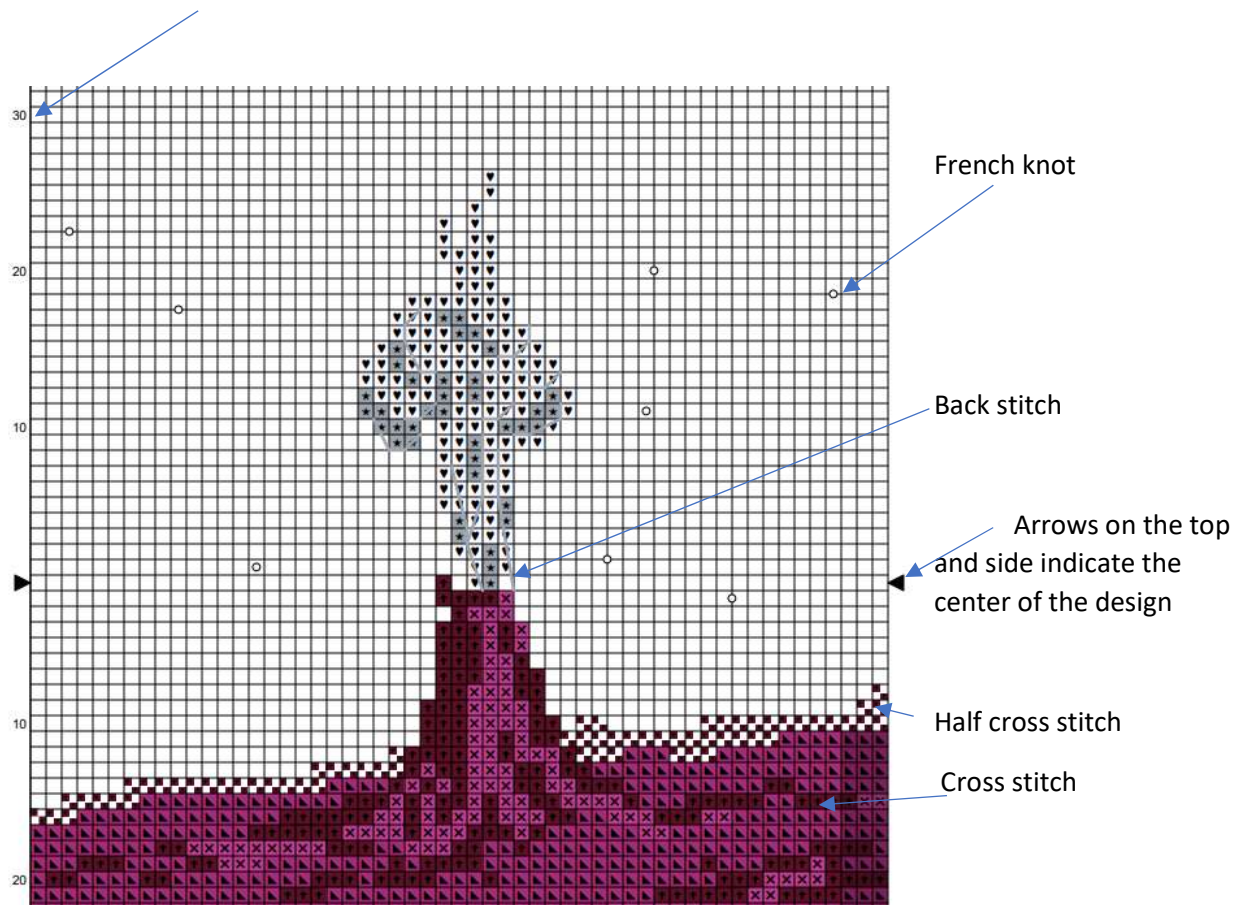 30
French knot
20
Back stitch
10
Arrows on the top
and side indicate the
center of the design
10
Half cross stitch
Cross stitch
20